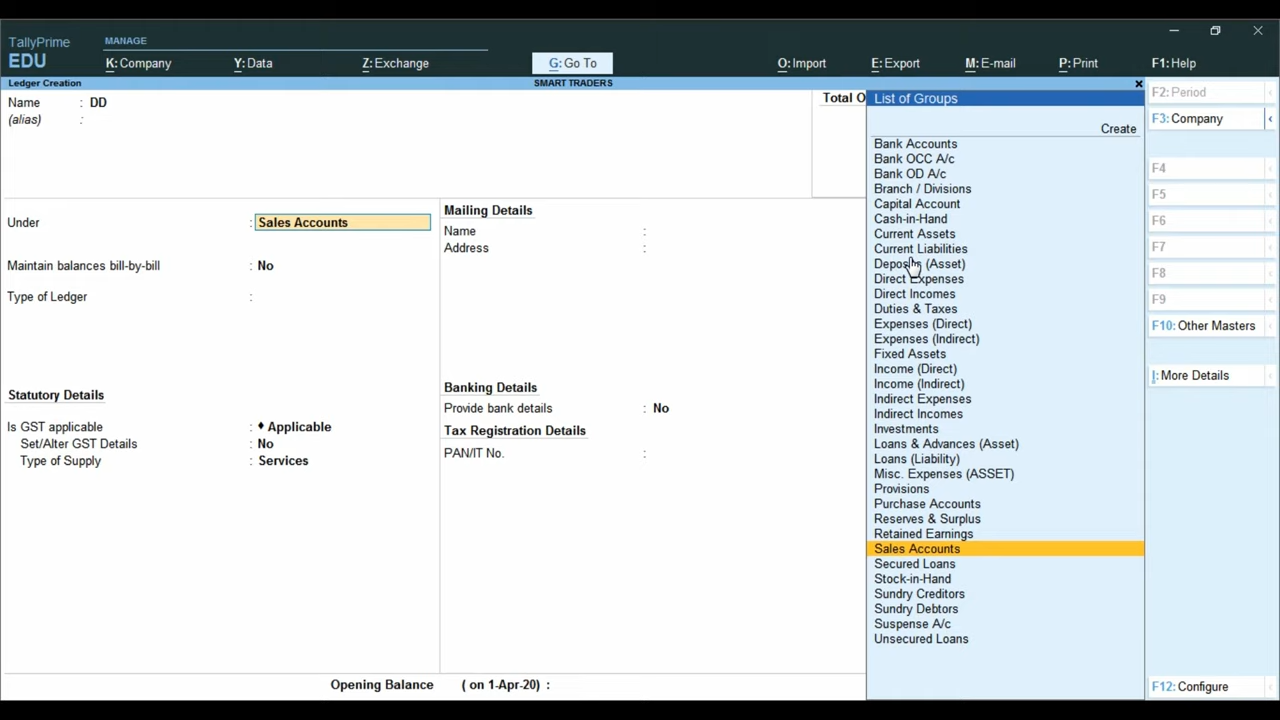 TallyPrime
EDU
MANAGE
K: Company
Y: Data
Z: Exchange
G: Go To
O: Import
E: Export
M: E-mail
P: Print
F1: Help
Ledger Creation
SMART TRADERS
Name : DD
(alias) :
Total O
Under : Sales Accounts
Maintain balances bill-by-bill : No
Type of Ledger :
Statutory Details
Is GST applicable : ♦ Applicable
Set/Alter GST Details : No
Type of Supply : Services
Mailing Details
Name :
Address :
Banking Details
Provide bank details : No
Tax Registration Details
PAN/IT No. :
Opening Balance ( on 1-Apr-20) :
List of Groups
Create
Bank Accounts
Bank OCC A/c
Bank OD A/c
Branch / Divisions
Capital Account
Cash-in-Hand
Current Assets
Current Liabilities
Deposits (Asset)
Direct Expenses
Direct Incomes
Duties & Taxes
Expenses (Direct)
Expenses (Indirect)
Fixed Assets
Income (Direct)
Income (Indirect)
Indirect Expenses
Indirect Incomes
Investments
Loans & Advances (Asset)
Loans (Liability)
Misc. Expenses (ASSET)
Provisions
Purchase Accounts
Reserves & Surplus
Retained Earnings
Sales Accounts
Secured Loans
Stock-in-Hand
Sundry Creditors
Sundry Debtors
Suspense A/c
Unsecured Loans
F2: Period
F3: Company
F4
F5
F6
F7
F8
F9
F10: Other Masters
I: More Details
F12: Configure